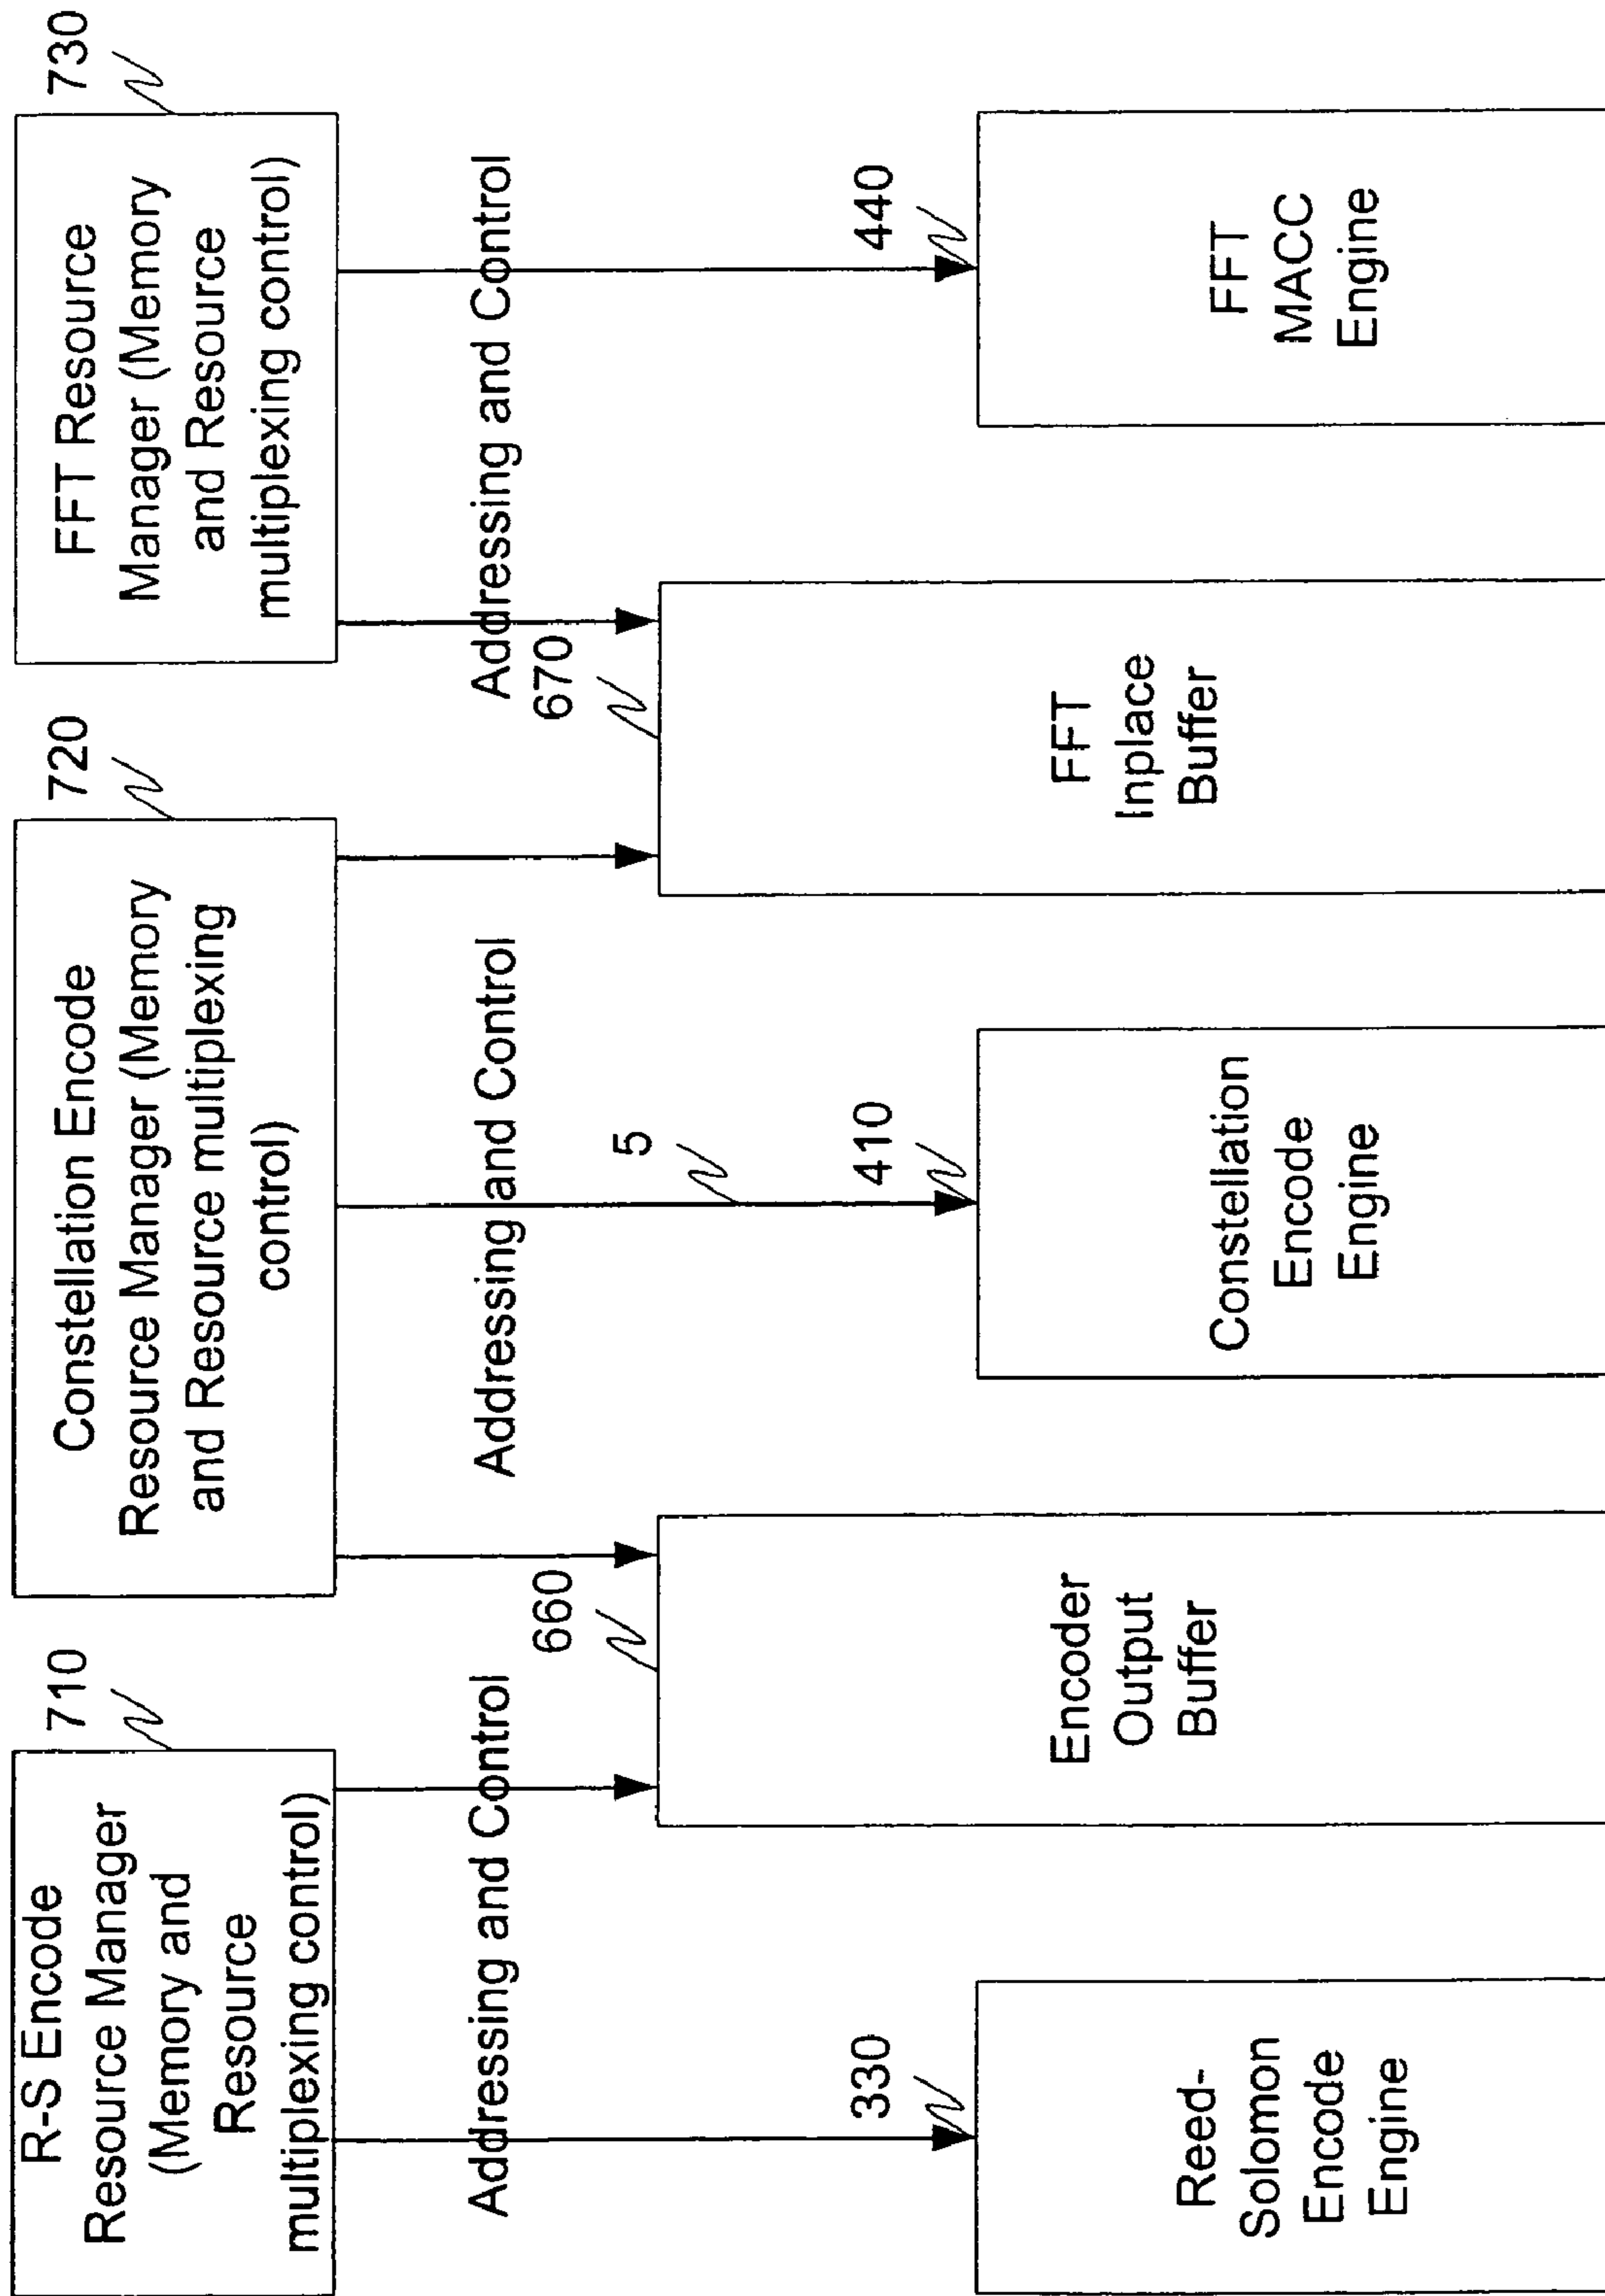 710
R-S Encode
Resource Manager
(Memory and
Resource
multiplexing control)
720
Constellation Encode
Resource Manager (Memory
and Resource multiplexing
control)
730
FFT Resource
Manager (Memory
and Resource
multiplexing control)
Addressing and Control
Addressing and Control
Addressing and Control
660
Encoder
Output
Buffer
670
FFT
Inplace
Buffer
5
330
Reed-
Solomon
Encode
Engine
410
Constellation
Encode
Engine
440
FFT
MACC
Engine